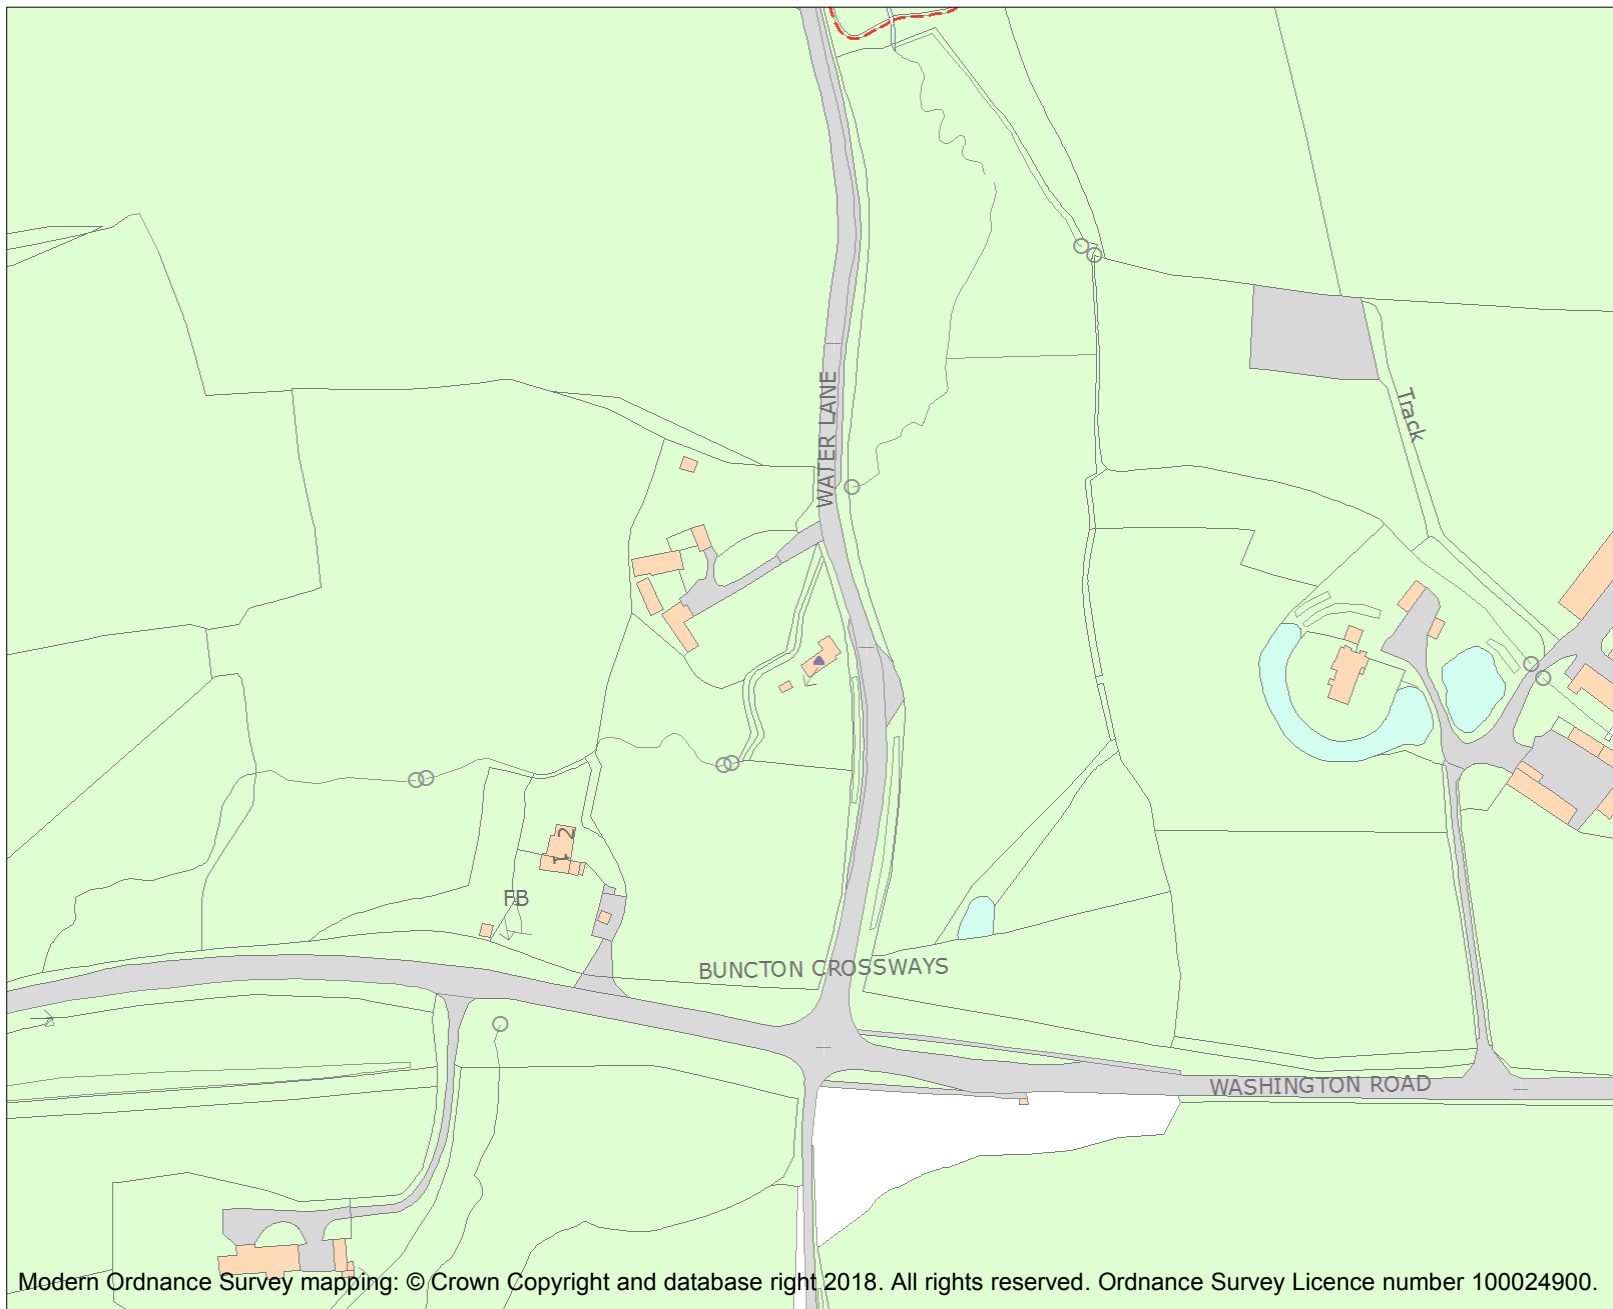 WATER LANE
Track
1
2
FB
BUNCTON CROSSWAYS
WASHINGTON ROAD
Modern Ordnance Survey mapping: © Crown Copyright and database right 2018. All rights reserved. Ordnance Survey Licence number 100024900.